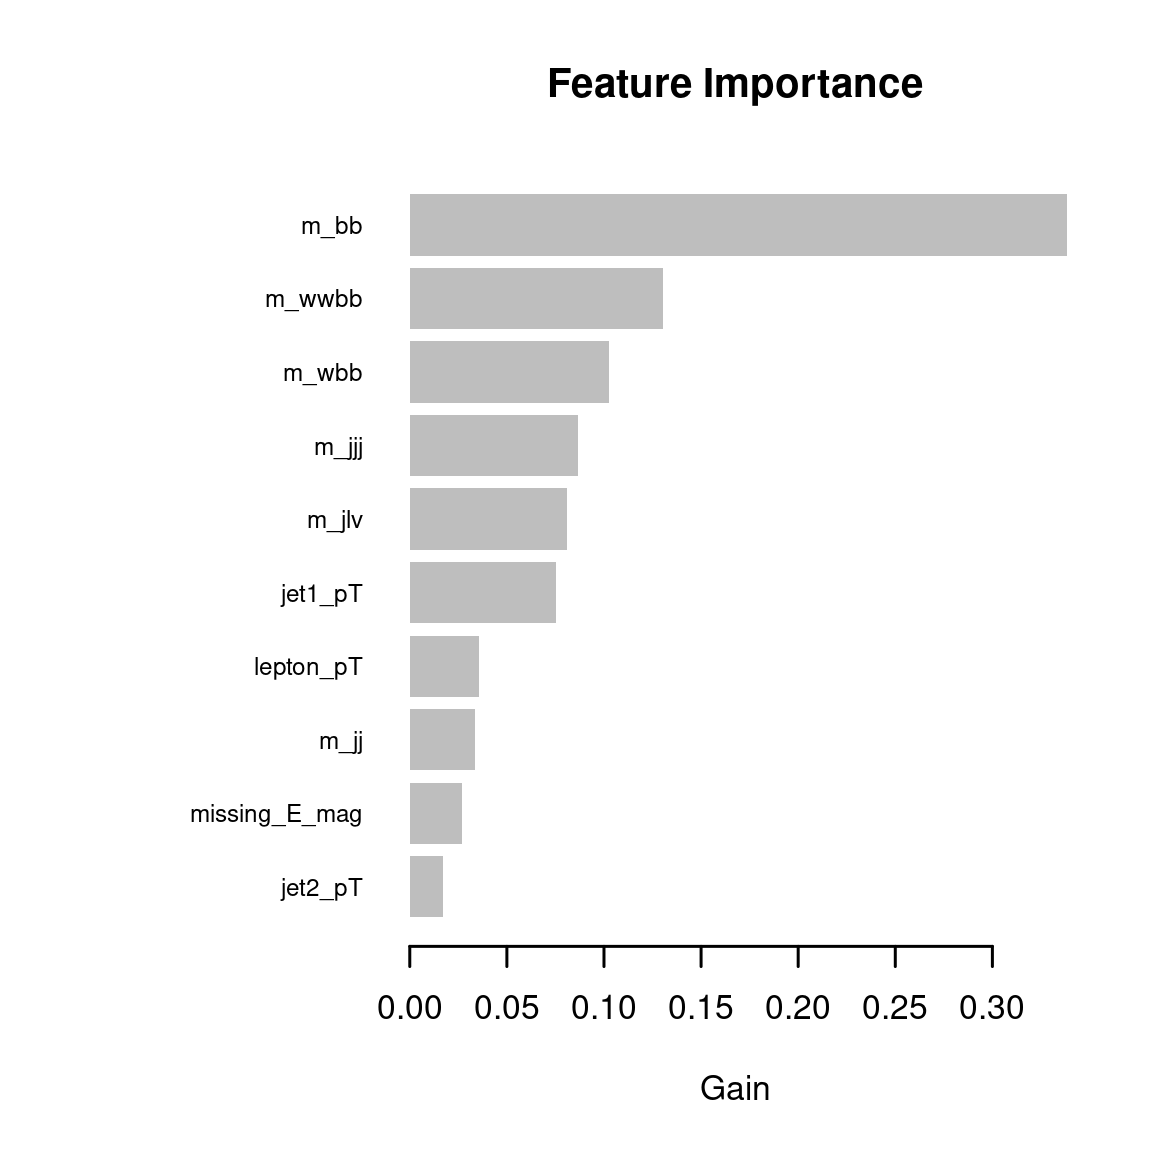 Feature Importance
m_bb
m_wwbb
m_wbb
m_jjj
m_jlv
jet1_pT
lepton_pT
m_jj
missing_E_mag
jet2_pT
0.00 0.05 0.10 0.15 0.20 0.25 0.30
Gain